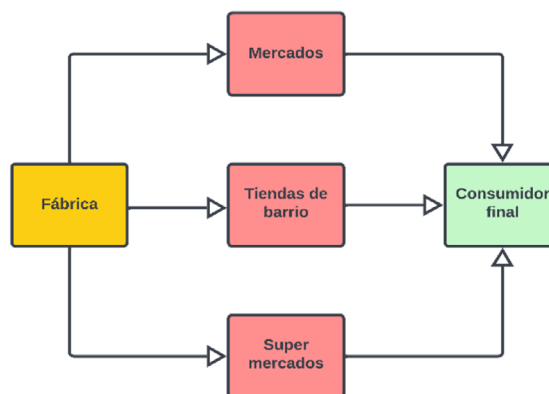 Mercados
Fábrica
Tiendas de
barrio
Consumidor
final
Super
mercados